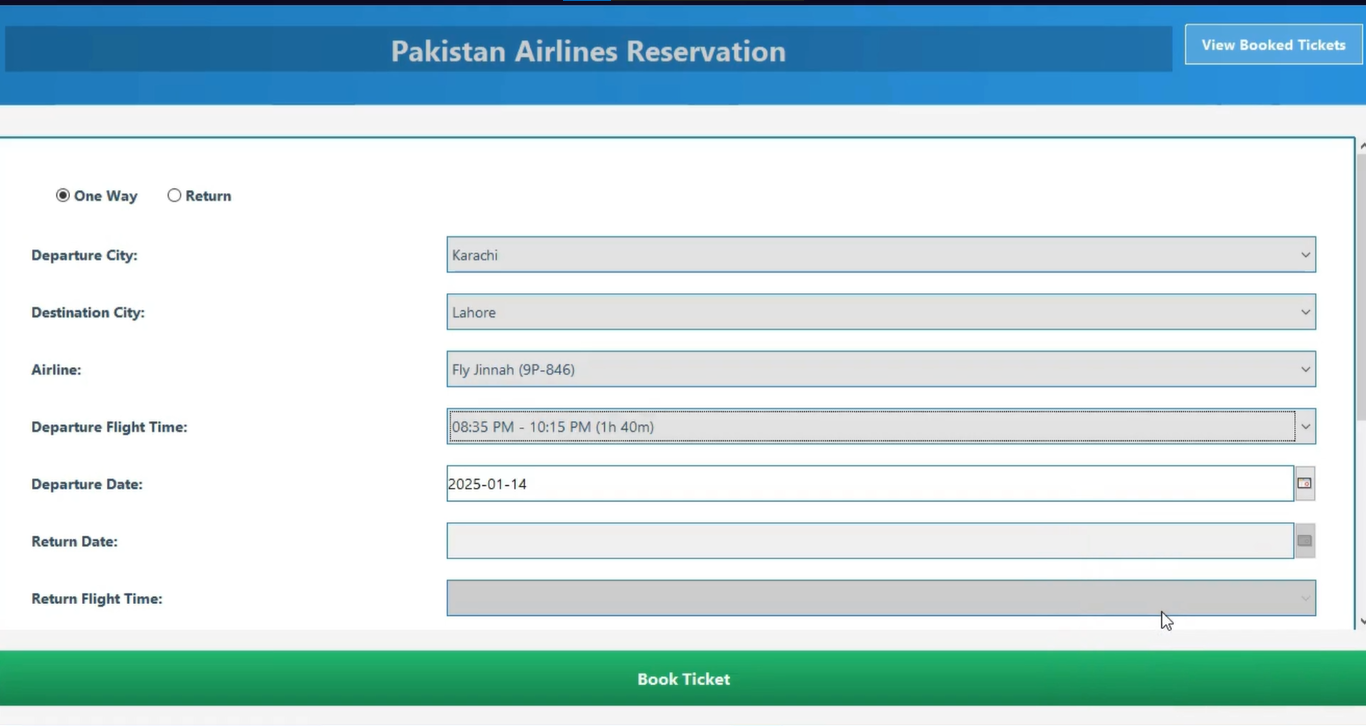 Pakistan Airlines Reservation
View Booked Tickets
One Way Return
Departure City: Karachi
Destination City: Lahore
Airline: Fly Jinnah (9P-846)
Departure Flight Time: 08:35 PM - 10:15 PM (1h 40m)
Departure Date: 2025-01-14
Return Date:
Return Flight Time:
Book Ticket